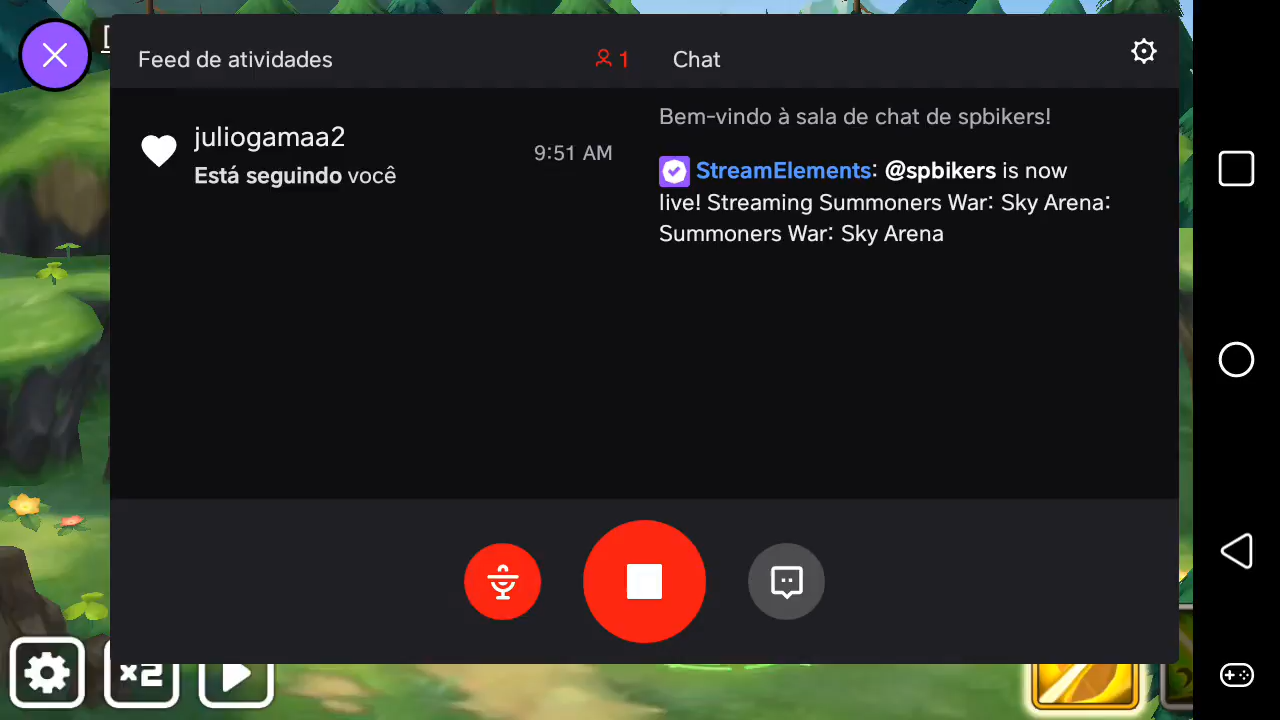 Feed de atividades
1
Chat
juliogamaa2
Está seguindo você
9:51 AM
Bem-vindo à sala de chat de spbikers!
StreamElements: @spbikers is now
live! Streaming Summoners War: Sky Arena:
Summoners War: Sky Arena
x2